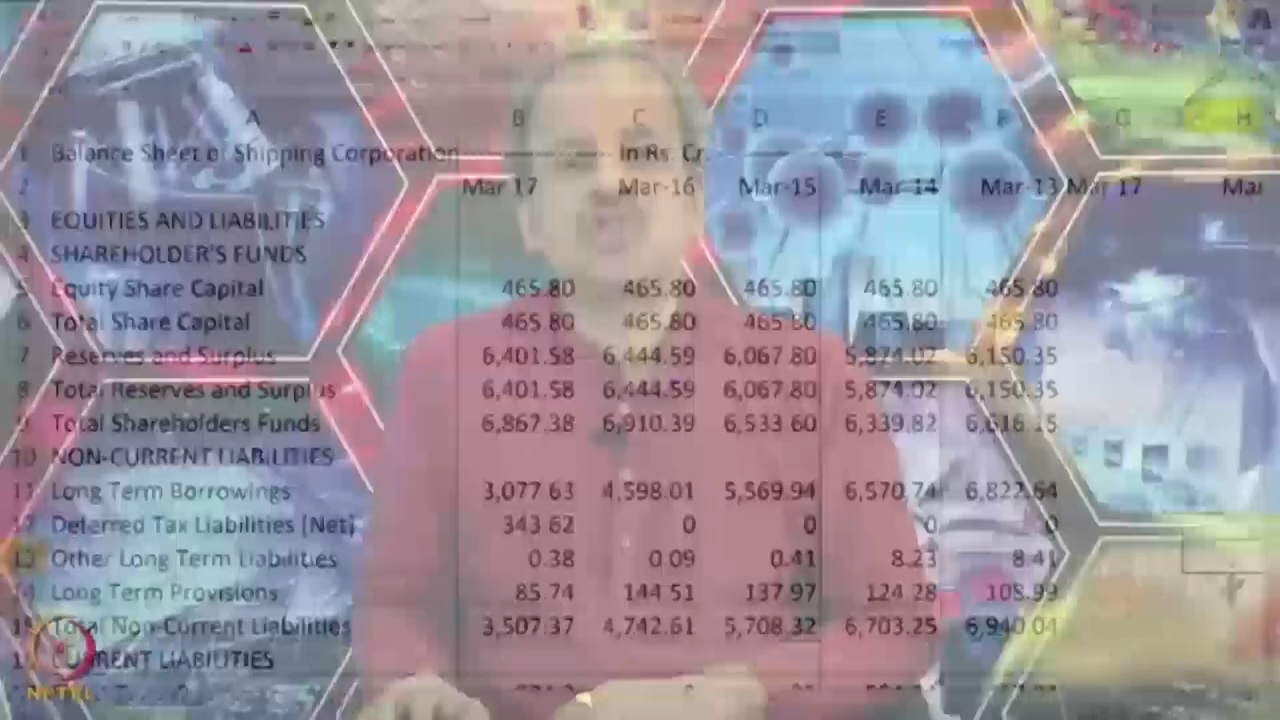 A B C D E F G H
1 Balance Sheet of Shipping Corporation in Rs. Cr.
2 Mar 17 Mar-16 Mar-15 Mar-14 Mar-13 Mar 17 Mar
3 EQUITIES AND LIABILITIES
4 SHAREHOLDER'S FUNDS
5 Equity Share Capital 465.80 465.80 465.80 465.80 465.80
6 Total Share Capital 465.80 465.80 465.80 465.80 465.80
7 Reserves and Surplus 6,401.58 6,444.59 6,067.80 5,874.02 6,150.35
8 Total Reserves and Surplus 6,401.58 6,444.59 6,067.80 5,874.02 6,150.35
9 Total Shareholders Funds 6,867.38 6,910.39 6,533.60 6,339.82 6,616.15
10 NON-CURRENT LIABILITIES
11 Long Term Borrowings 3,077.63 4,598.01 5,569.94 6,570.74 6,822.64
12 Deferred Tax Liabilities [Net] 343.62 0 0 0 0
13 Other Long Term Liabilities 0.38 0.09 0.41 8.23 8.41
14 Long Term Provisions 85.74 144.51 137.97 124.28 108.99
15 Total Non-Current Liabilities 3,507.37 4,742.61 5,708.32 6,703.25 6,940.04
CURRENT LIABILITIES
NPTEL